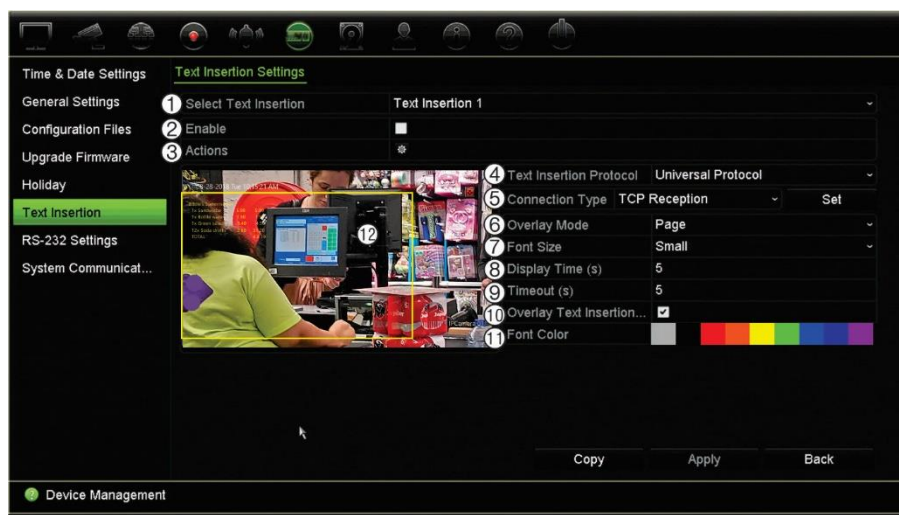 Time & Date Settings
General Settings
Configuration Files
Upgrade Firmware
Holiday
Text Insertion
RS-232 Settings
System Communicat...
Text Insertion Settings
① Select Text Insertion Text Insertion 1
② Enable
③ Actions
④ Text Insertion Protocol Universal Protocol
⑤ Connection Type TCP Reception Set
⑥ Overlay Mode Page
⑦ Font Size Small
⑧ Display Time (s) 5
⑨ Timeout (s) 5
⑩ Overlay Text Insertion...
⑪ Font Color
⑫
Copy Apply Back
Device Management